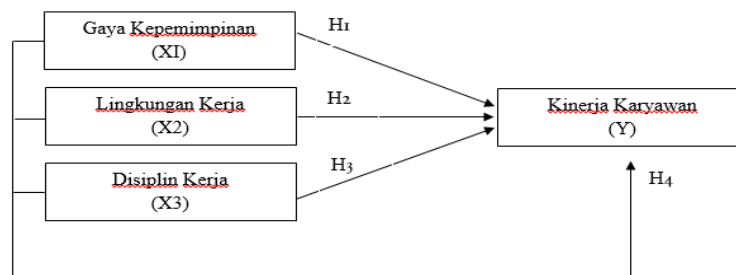 Gaya Kepemimpinan
(XI)
H1
Lingkungan Kerja
(X2)
H2
Kinerja Karyawan
(Y)
Disiplin Kerja
(X3)
H3
H4